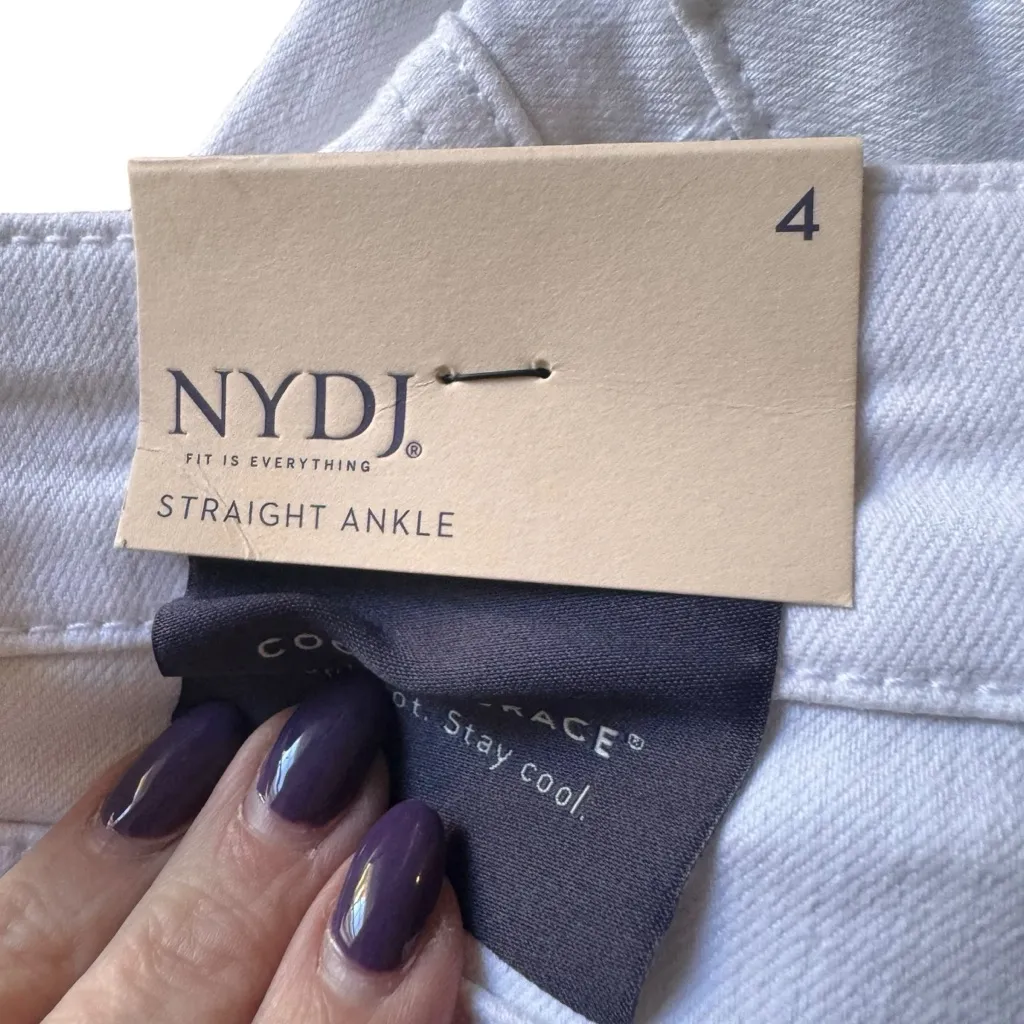 4
NYDJ®
FIT IS EVERYTHING
STRAIGHT ANKLE
Stay cool.